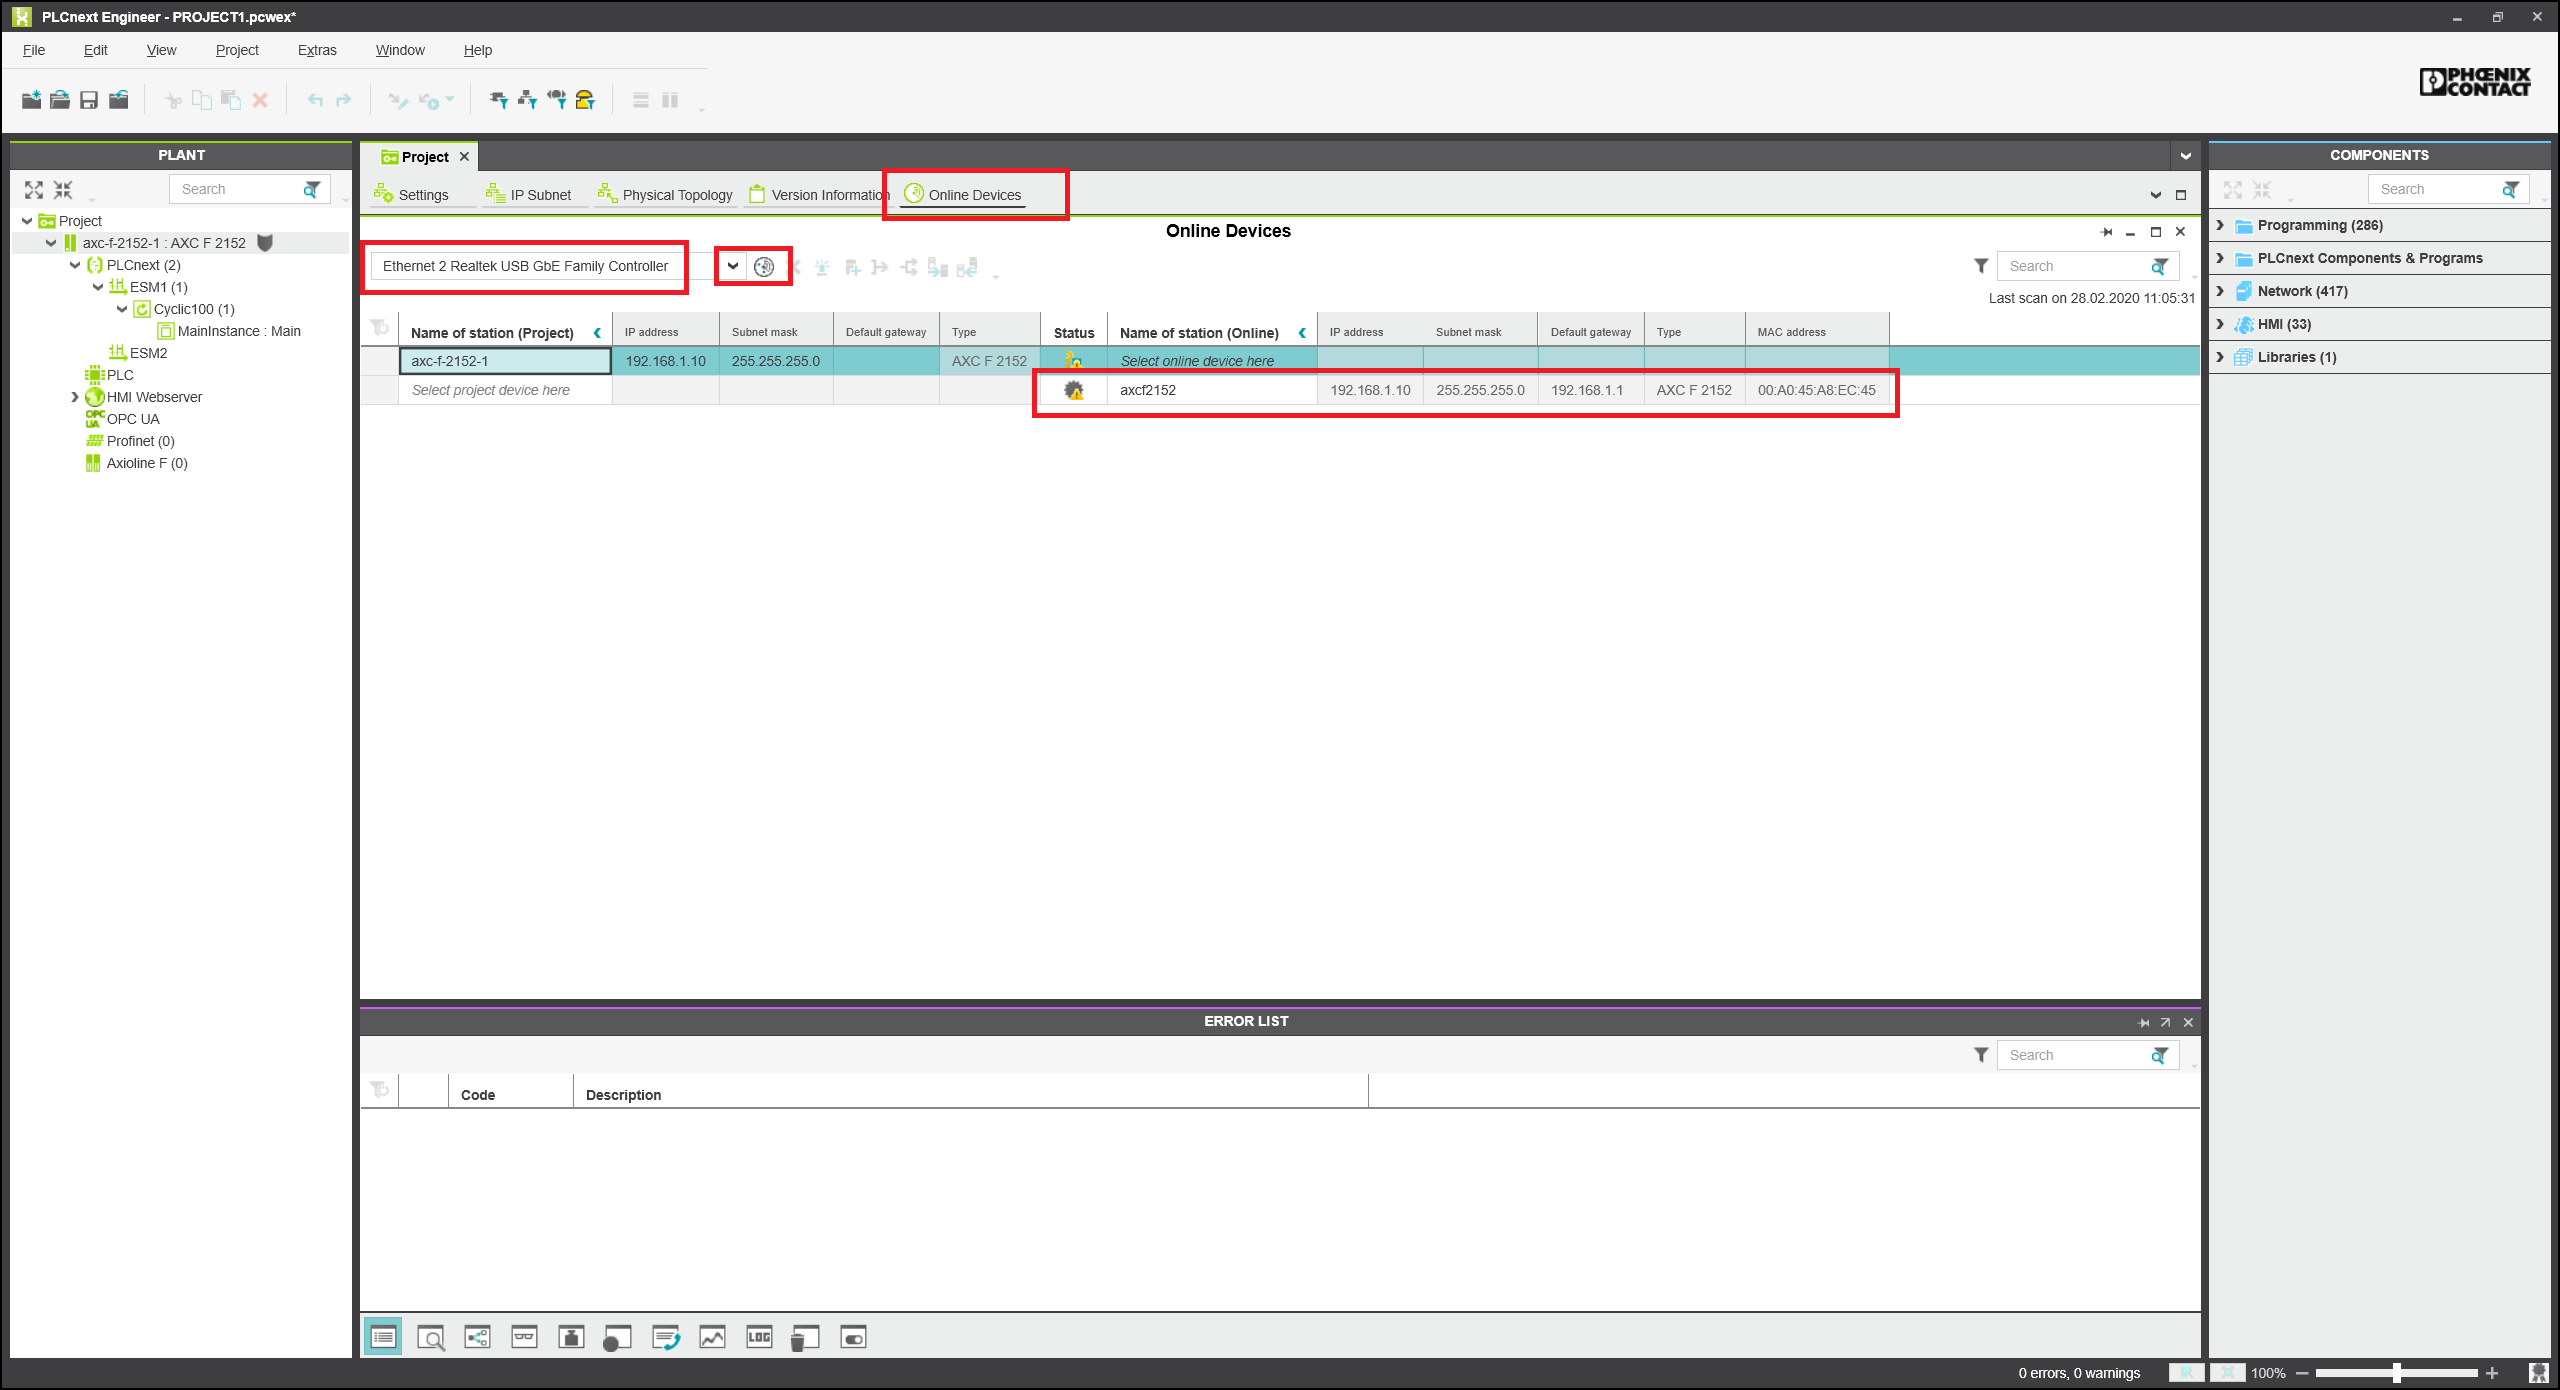 PLCnext Engineer - PROJECT1.pcwex*
File Edit View Project Extras Window Help
PHŒNIX
CONTACT
PLANT
Search
Project
axc-f-2152-1 : AXC F 2152
PLCnext (2)
ESM1 (1)
Cyclic100 (1)
MainInstance : Main
ESM2
PLC
HMI Webserver
OPC UA
OPC UA
Profinet (0)
Axioline F (0)
Project
Settings IP Subnet Physical Topology Version Information Online Devices
Online Devices
Ethernet 2 Realtek USB GbE Family Controller
Search
Last scan on 28.02.2020 11:05:31
Name of station (Project) IP address Subnet mask Default gateway Type Status Name of station (Online) IP address Subnet mask Default gateway Type MAC address
axc-f-2152-1 192.168.1.10 255.255.255.0 AXC F 2152 Select online device here
Select project device here axcf2152 192.168.1.10 255.255.255.0 192.168.1.1 AXC F 2152 00:A0:45:A8:EC:45
ERROR LIST
Search
Code Description
LOG
COMPONENTS
Search
Programming (286)
PLCnext Components & Programs
Network (417)
HMI (33)
Libraries (1)
0 errors, 0 warnings
100%